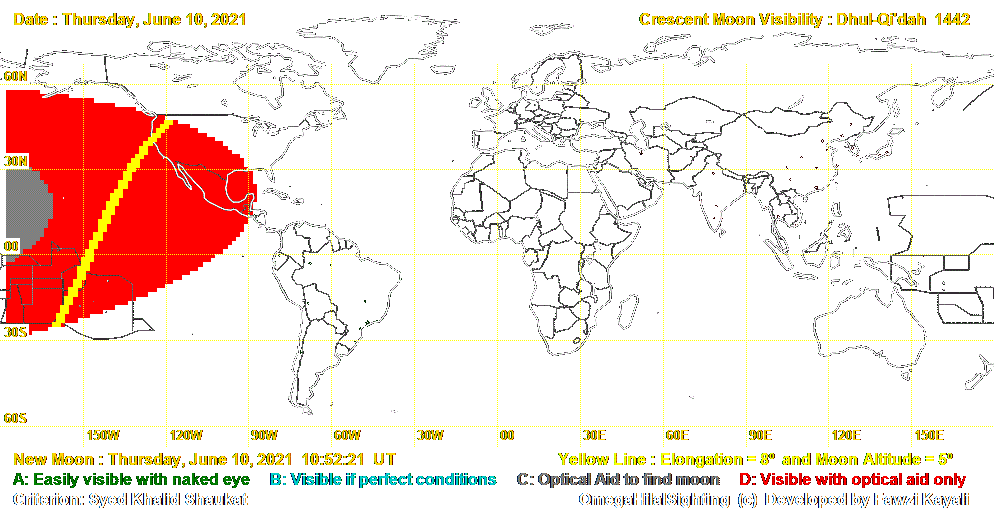 Date : Thursday, June 10, 2021
Crescent Moon Visibility : Dhul-Qi'dah 1442
60N
30N
00
30S
60S
150W 120W 90W 60W 30W 00 30E 60E 90E 120E 150E
New Moon : Thursday, June 10, 2021 10:52:21 UT
Yellow Line : Elongation = 8° and Moon Altitude = 5°
A: Easily visible with naked eye B: Visible if perfect conditions C: Optical Aid to find moon D: Visible with optical aid only
Criterion: Syed Khalid Shaukat
OmegaHilalSighting (c) Developed by Fawzi Kayali